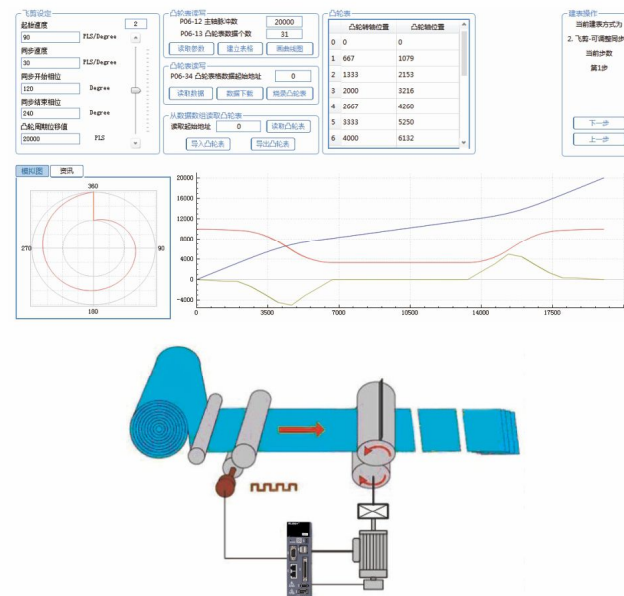 飞剪设定
起始速度
2
90
PLS/Degree
同步速度
30
PLS/Degree
同步开始相位
120
Degree
同步结束相位
240
Degree
凸轮周期位移值
20000
PLS
凸轮表读写
P06-12 主轴脉冲数
20000
P06-13 凸轮表数据个数
31
读取参数
建立表格
画曲线图
凸轮表读写
P06-34 凸轮表格数据起始地址
0
读取数据
数据下载
烧录凸轮表
从数据数组读取凸轮表
读取起始地址
0
读取凸轮表
导入凸轮表
导出凸轮表
凸轮表
凸轮转轴位置 凸轮轴位置
0 0 0
1 667 1079
2 1333 2153
3 2000 3216
4 2667 4260
5 3333 5250
6 4000 6132
建表操作
当前建表方式为
2. 飞剪-可调整同步
当前步数
第1步
下一步
上一步
模拟图
资讯
360
270
90
180
20000
16000
12000
8000
4000
0
-4000
0 3500 7000 10500 14000 17500